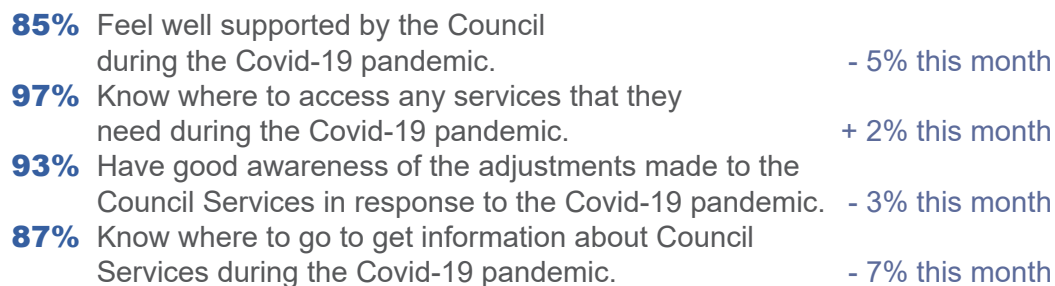 85% Feel well supported by the Council
during the Covid-19 pandemic. - 5% this month
97% Know where to access any services that they
need during the Covid-19 pandemic. + 2% this month
93% Have good awareness of the adjustments made to the
Council Services in response to the Covid-19 pandemic. - 3% this month
87% Know where to go to get information about Council
Services during the Covid-19 pandemic. - 7% this month